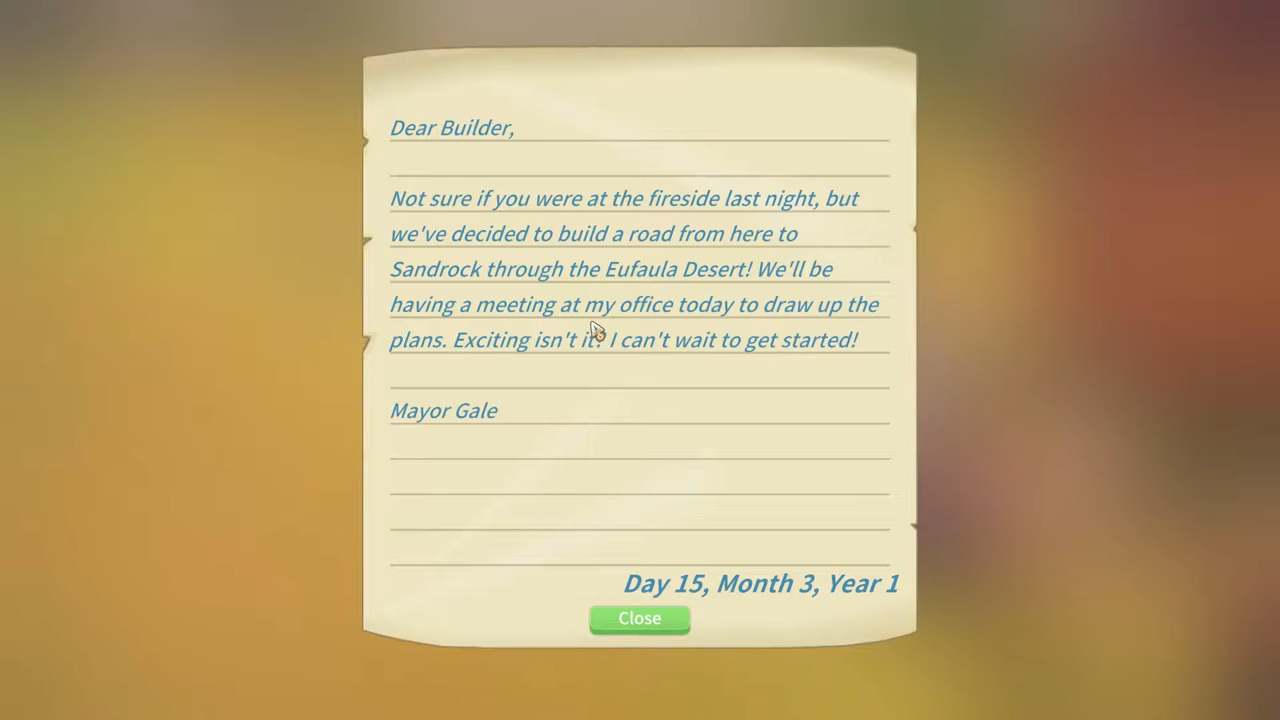 Dear Builder,
Not sure if you were at the fireside last night, but
we've decided to build a road from here to
Sandrock through the Eufaula Desert! We'll be
having a meeting at my office today to draw up the
plans. Exciting isn't it? I can't wait to get started!
Mayor Gale
Day 15, Month 3, Year 1
Close